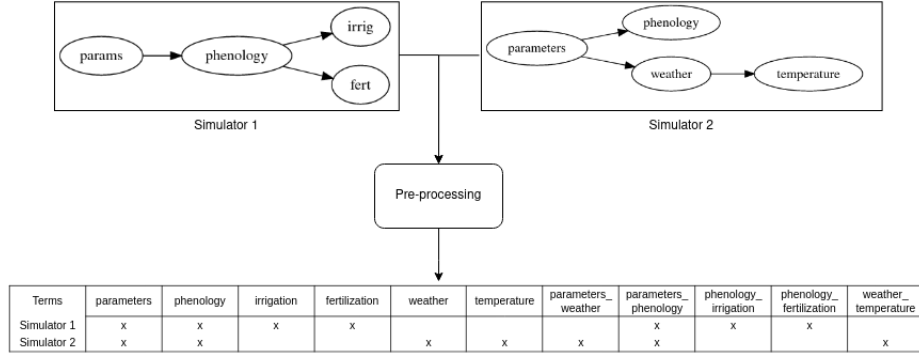 params
phenology
irrig
fert
Simulator 1
parameters
phenology
weather
temperature
Simulator 2
Pre-processing
Terms parameters phenology irrigation fertilization weather temperature parameters_ weather parameters_ phenology phenology_ irrigation phenology_ fertilization weather_ temperature
Simulator 1 x x x x x x x
Simulator 2 x x x x x x x